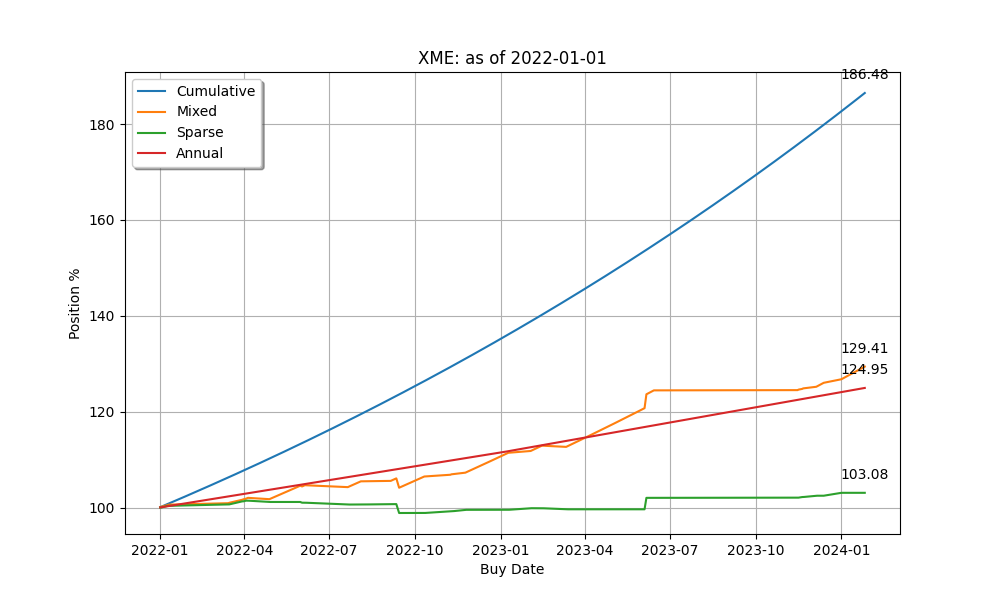 XME: as of 2022-01-01
186.48
Cumulative
Mixed
Sparse
Annual
180
160
140
120
100
Position %
129.41
124.95
103.08
2022-01
2022-04
2022-07
2022-10
2023-01
2023-04
2023-07
2023-10
2024-01
Buy Date